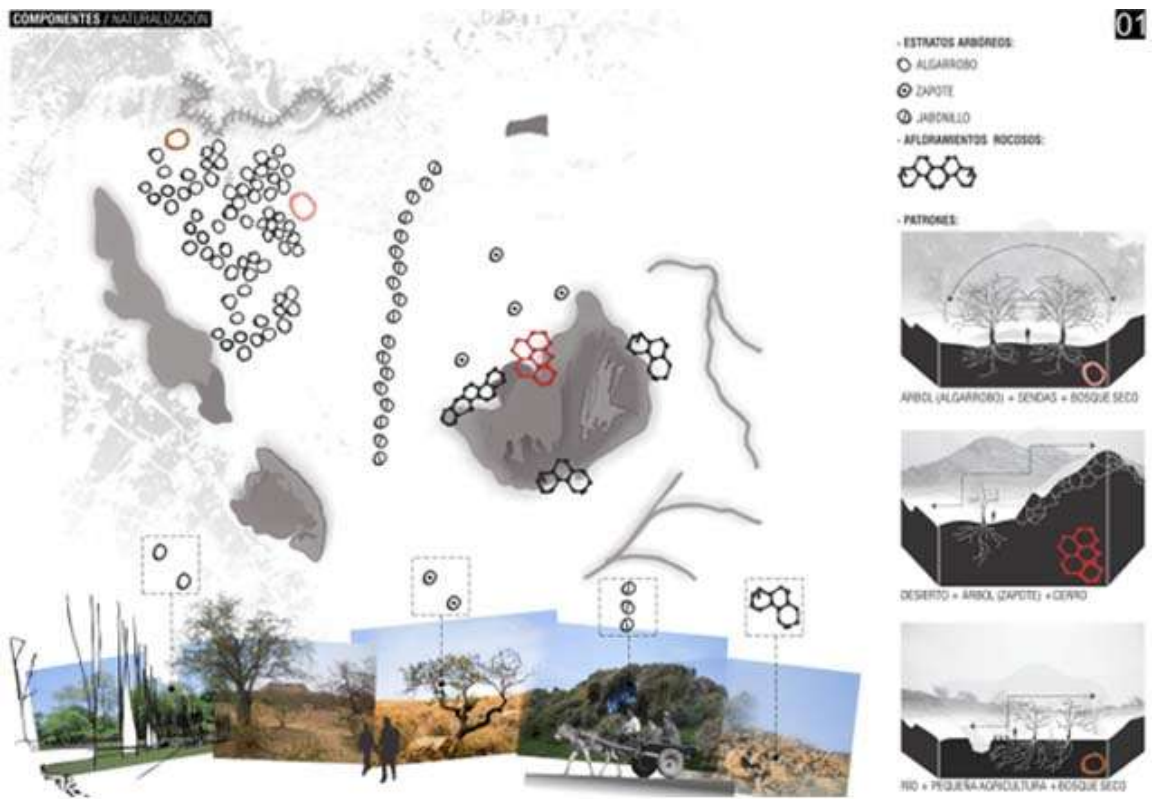 COMPONENTES / NATURALIZACIÓN
01
- ESTRATOS ARBÓREOS:
ALGARROBO
ZAPOTE
JABONILLO
- AFLORAMIENTOS ROCOSOS:
- PATRONES:
ARBOL (ALGARROBO) + SENDAS + BOSQUE SECO
DESIERTO + ARBOL (ZAPOTE) + CERRO
RIO + PEQUEÑA AGRICULTURA + BOSQUE SECO